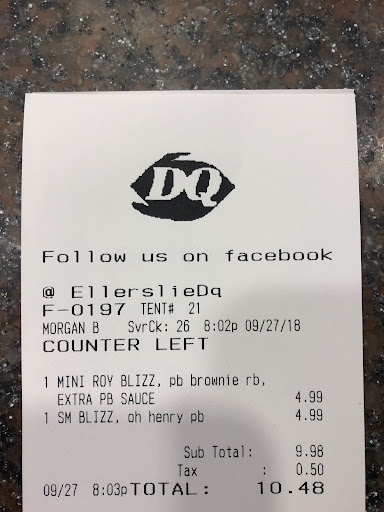 DQ
Follow us on facebook
@ EllerslieDq
F-0197 TENT# 21
MORGAN B SvrCk: 26 8:02p 09/27/18
COUNTER LEFT
1 MINI ROY BLIZZ, pb brownie rb,
EXTRA PB SAUCE 4.99
1 SM BLIZZ, oh henry pb 4.99
Sub Total: 9.98
Tax : 0.50
09/27 8:03pTOTAL: 10.48